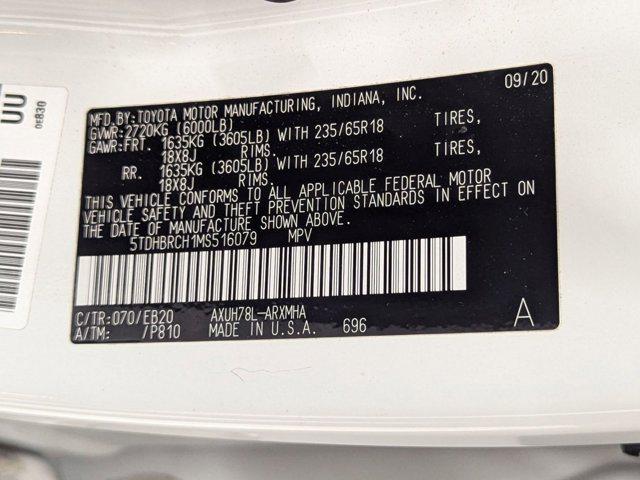 09/20
MFD.BY:TOYOTA MOTOR MANUFACTURING, INDIANA, INC.
GVWR:2720KG (6000LB)
GAWR:FRT. 1635KG (3605LB) WITH 235/65R18 TIRES,
18X8J RIMS,
RR. 1635KG (3605LB) WITH 235/65R18 TIRES,
18X8J RIMS.
THIS VEHICLE CONFORMS TO ALL APPLICABLE FEDERAL MOTOR
VEHICLE SAFETY AND THEFT PREVENTION STANDARDS IN EFFECT ON
THE DATE OF MANUFACTURE SHOWN ABOVE.
5TDHBRCH1MS516079 MPV
C/TR:070/EB20 AXUH78L-ARXMHA
A/TM: /P810 MADE IN U.S.A. 696 A
0E830